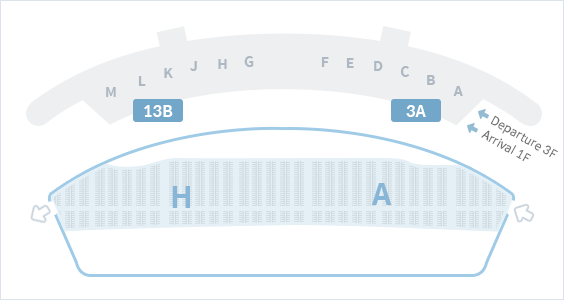 M L K J H G F E D C B A
13B 3A
Departure 3F
Arrival 1F
H A